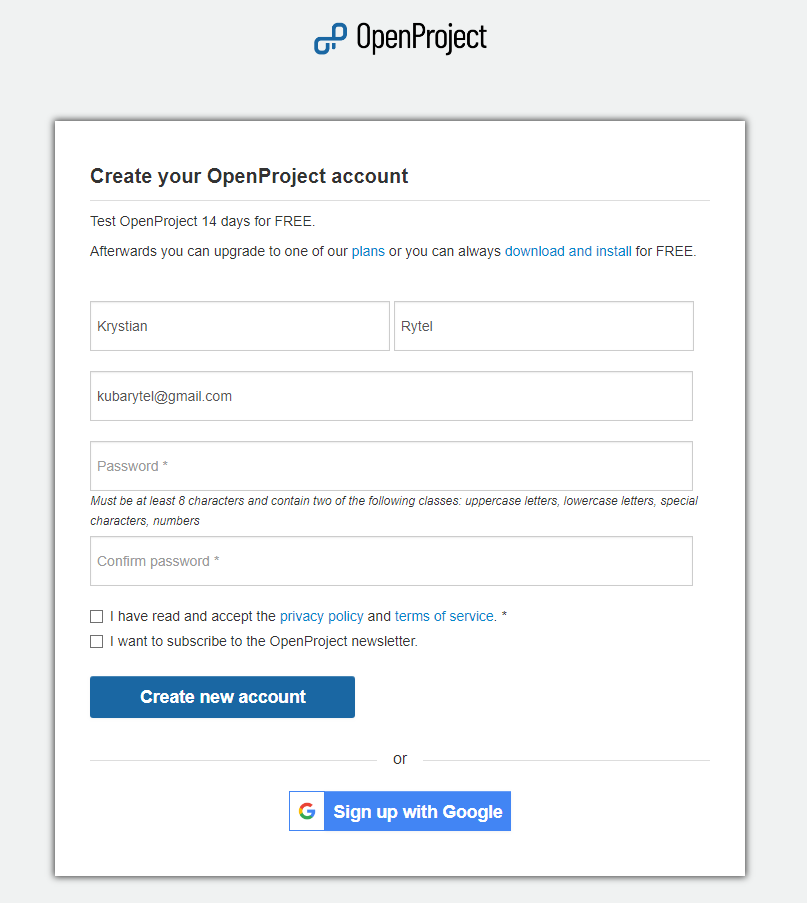 OpenProject
Create your OpenProject account
Test OpenProject 14 days for FREE.
Afterwards you can upgrade to one of our plans or you can always download and install for FREE.
Krystian Rytel
kubarytel@gmail.com
Password *
Must be at least 8 characters and contain two of the following classes: uppercase letters, lowercase letters, special
characters, numbers
Confirm password *
I have read and accept the privacy policy and terms of service. *
I want to subscribe to the OpenProject newsletter.
Create new account
or
G Sign up with Google